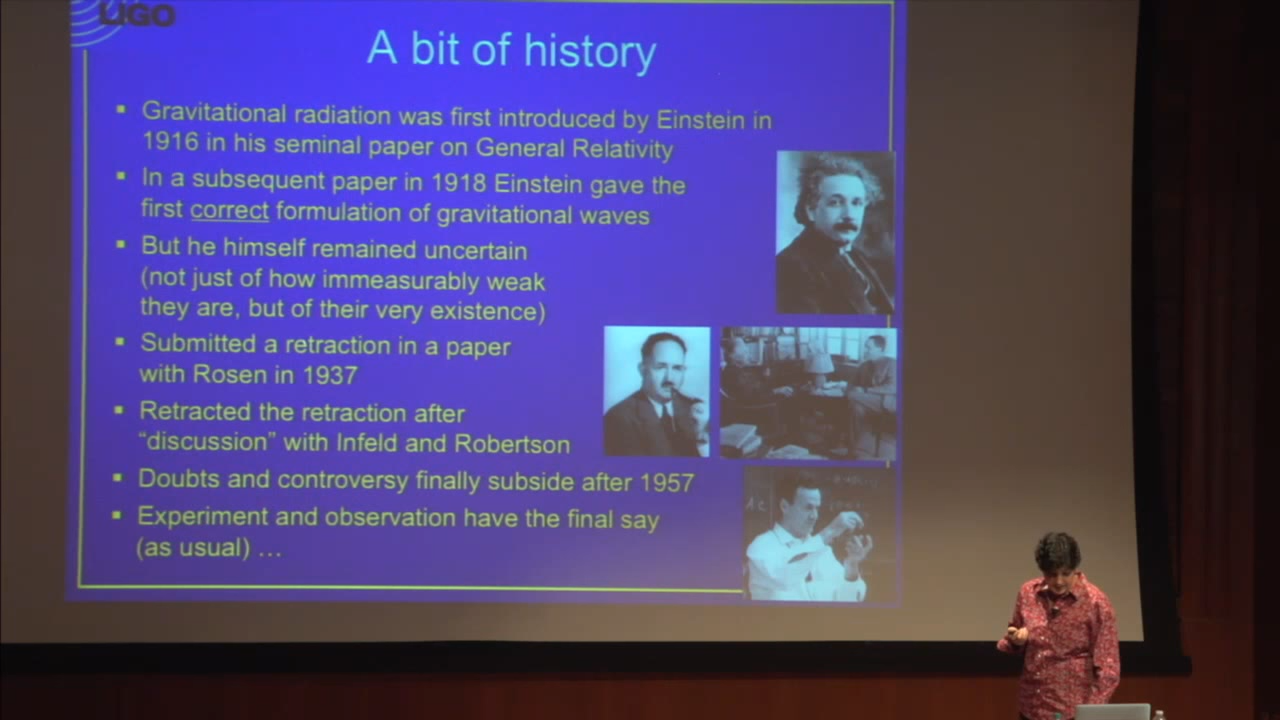 LIGO
A bit of history
▪ Gravitational radiation was first introduced by Einstein in
1916 in his seminal paper on General Relativity
▪ In a subsequent paper in 1918 Einstein gave the
first correct formulation of gravitational waves
▪ But he himself remained uncertain
(not just of how immeasurably weak
they are, but of their very existence)
▪ Submitted a retraction in a paper
with Rosen in 1937
▪ Retracted the retraction after
“discussion” with Infeld and Robertson
▪ Doubts and controversy finally subside after 1957
▪ Experiment and observation have the final say
(as usual) …